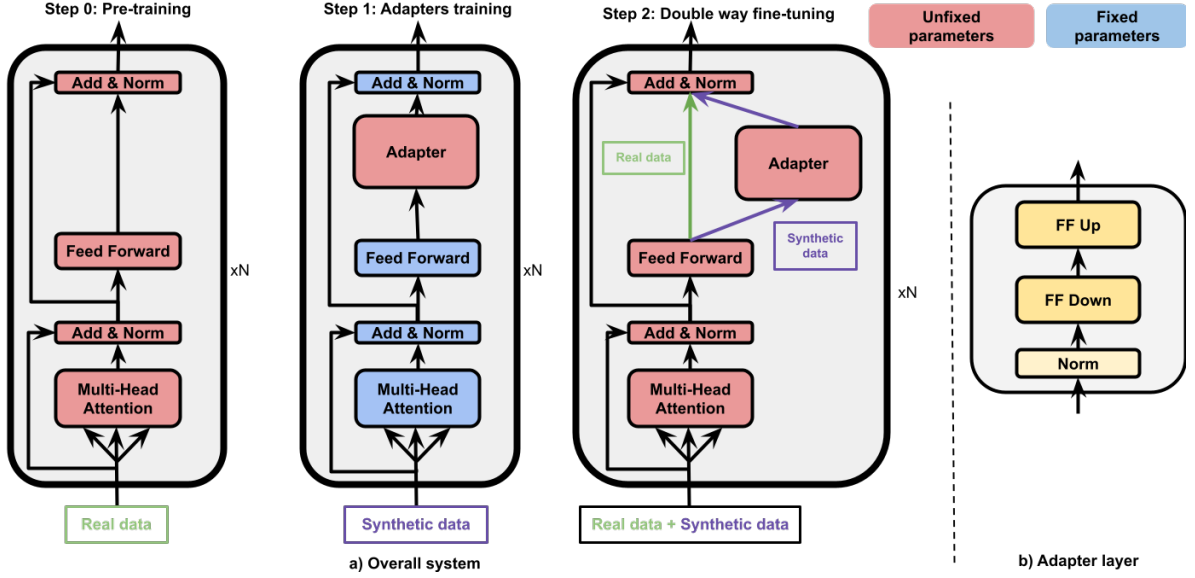 Step 0: Pre-training
Add & Norm
Feed Forward
Add & Norm
Multi-Head
Attention
Real data
xN
Step 1: Adapters training
Add & Norm
Adapter
Feed Forward
Add & Norm
Multi-Head
Attention
Synthetic data
xN
a) Overall system
Step 2: Double way fine-tuning
Add & Norm
Real data
Adapter
Synthetic
data
Feed Forward
Add & Norm
Multi-Head
Attention
Real data + Synthetic data
xN
Unfixed
parameters
Fixed
parameters
FF Up
FF Down
Norm
b) Adapter layer